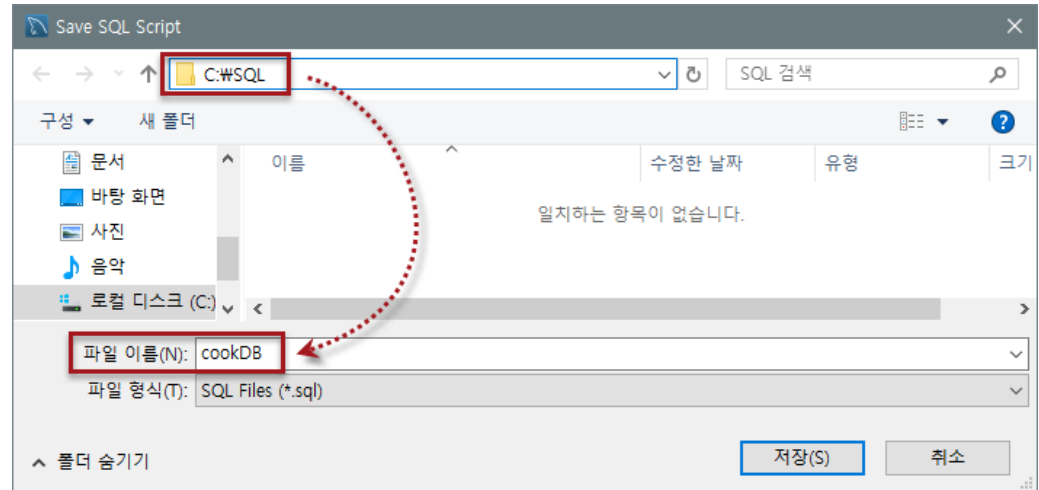 Save SQL Script
C:₩SQL
SQL 검색
구성 새 폴더
이름 수정한 날짜 유형 크기
문서
바탕 화면
일치하는 항목이 없습니다.
사진
음악
로컬 디스크 (C:)
파일 이름(N): cookDB
파일 형식(T): SQL Files (*.sql)
폴더 숨기기
저장(S) 취소